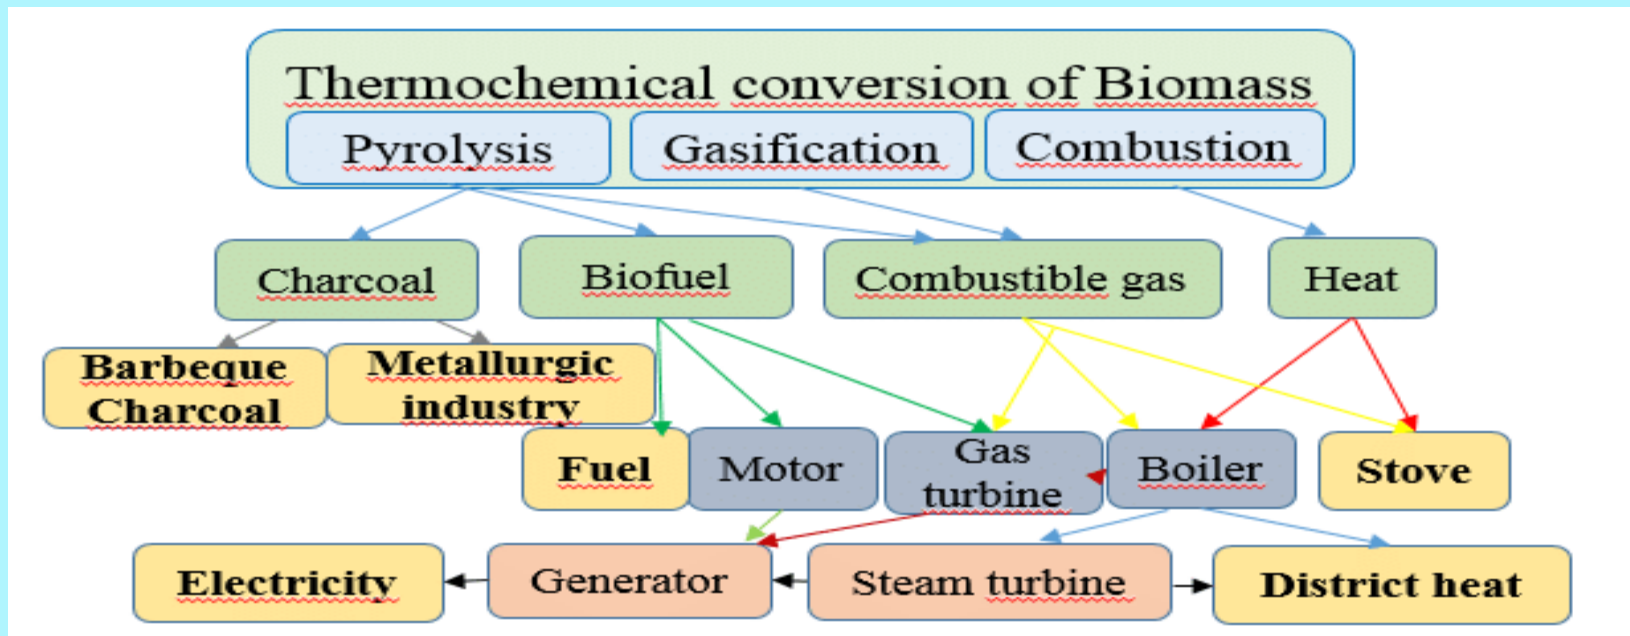 Thermochemical conversion of Biomass
Pyrolysis
Gasification
Combustion
Charcoal
Biofuel
Combustible gas
Heat
Barbeque
Charcoal
Metallurgic
industry
Fuel
Motor
Gas
turbine
Boiler
Stove
Electricity
Generator
Steam turbine
District heat